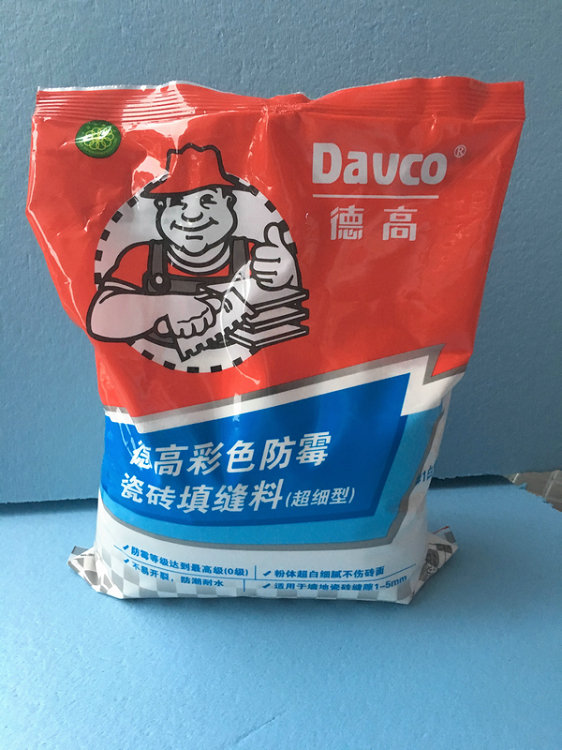 Davco®
德高
德高彩色防霉
瓷砖填缝料(超细型)
✓防霉等级达到最高级(0级)
✓不易开裂，防潮耐水
✓粉体超白细腻不伤砖面
✓适用于墙地瓷砖缝隙1-5mm